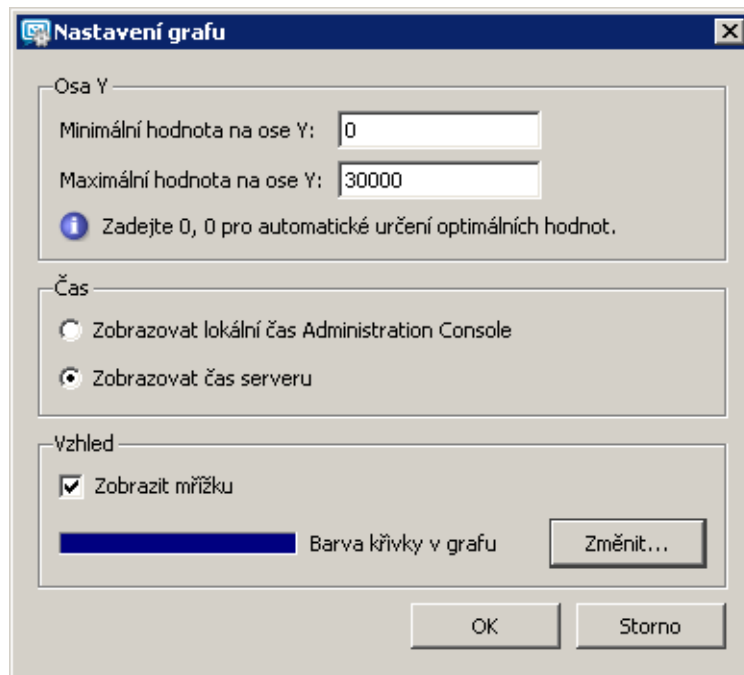 Nastavení grafu
Osa Y
Minimální hodnota na ose Y: 0
Maximální hodnota na ose Y: 30000
Zadejte 0, 0 pro automatické určení optimálních hodnot.
Čas
Zobrazovat lokální čas Administration Console
Zobrazovat čas serveru
Vzhled
Zobrazit mřížku
Barva křivky v grafu Změnit...
OK Storno